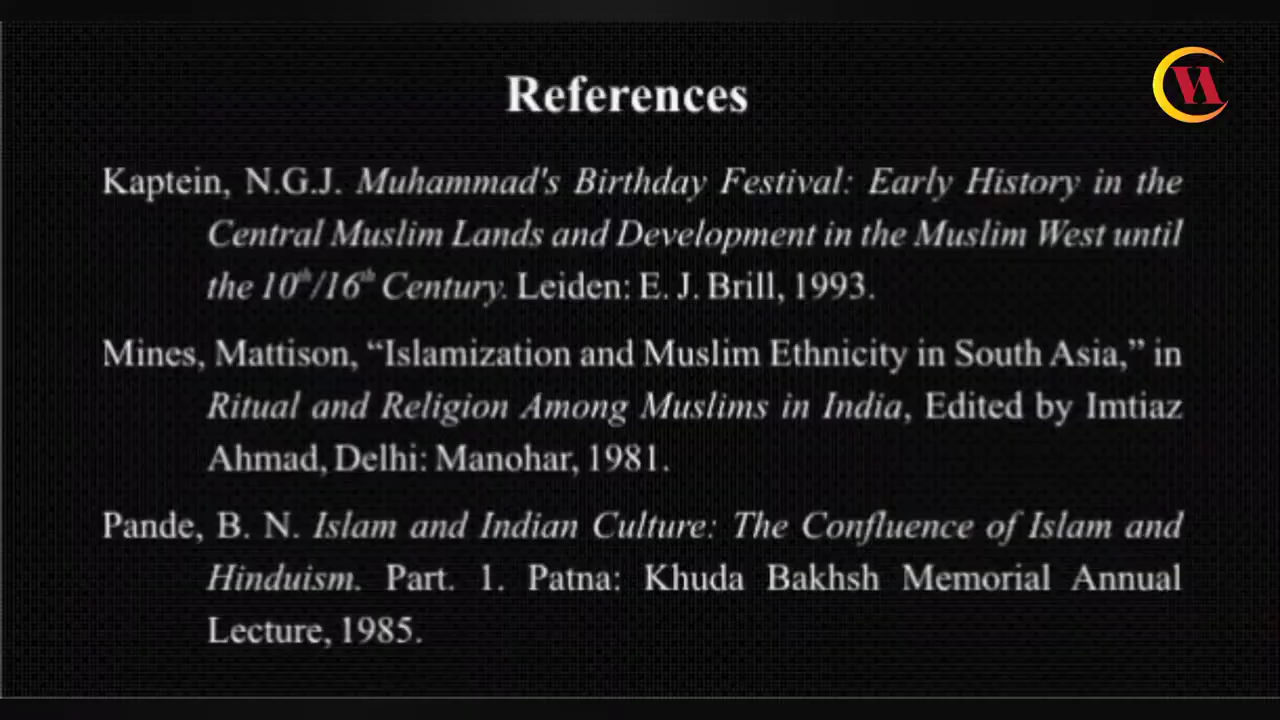 References
Kaptein, N.G.J. Muhammad's Birthday Festival: Early History in the
Central Muslim Lands and Development in the Muslim West until
the 10th/16th Century. Leiden: E. J. Brill, 1993.
Mines, Mattison, “Islamization and Muslim Ethnicity in South Asia,” in
Ritual and Religion Among Muslims in India, Edited by Imtiaz
Ahmad, Delhi: Manohar, 1981.
Pande, B. N. Islam and Indian Culture: The Confluence of Islam and
Hinduism. Part. 1. Patna: Khuda Bakhsh Memorial Annual
Lecture, 1985.